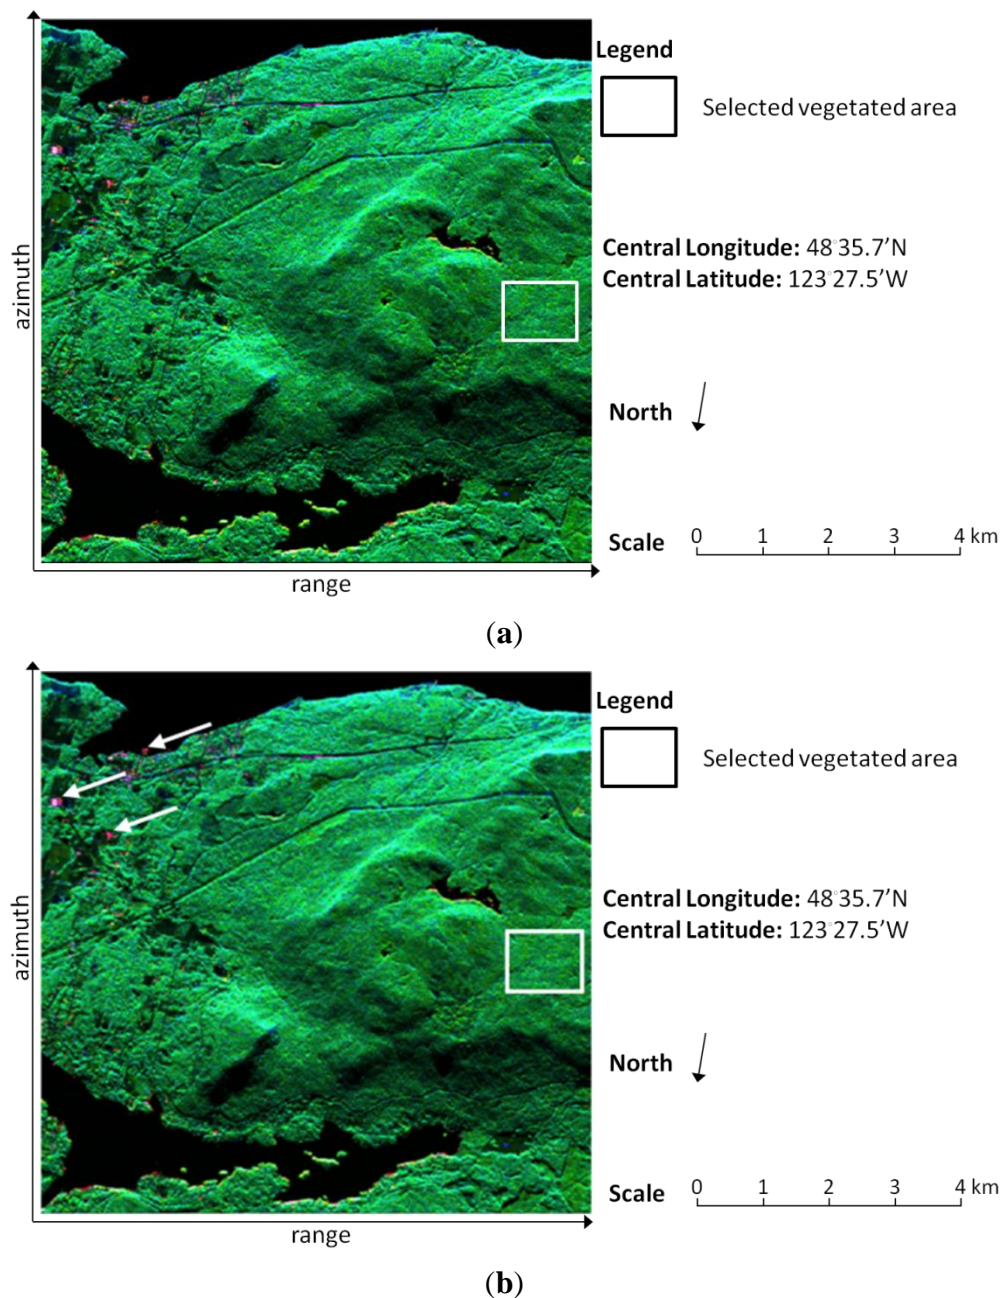 Legend
Selected vegetated area
azimuth
Central Longitude: 48°35.7'N
Central Latitude: 123°27.5'W
North
Scale
0 1 2 3 4 km
range
(a)
Legend
Selected vegetated area
azimuth
Central Longitude: 48°35.7'N
Central Latitude: 123°27.5'W
North
Scale
0 1 2 3 4 km
range
(b)